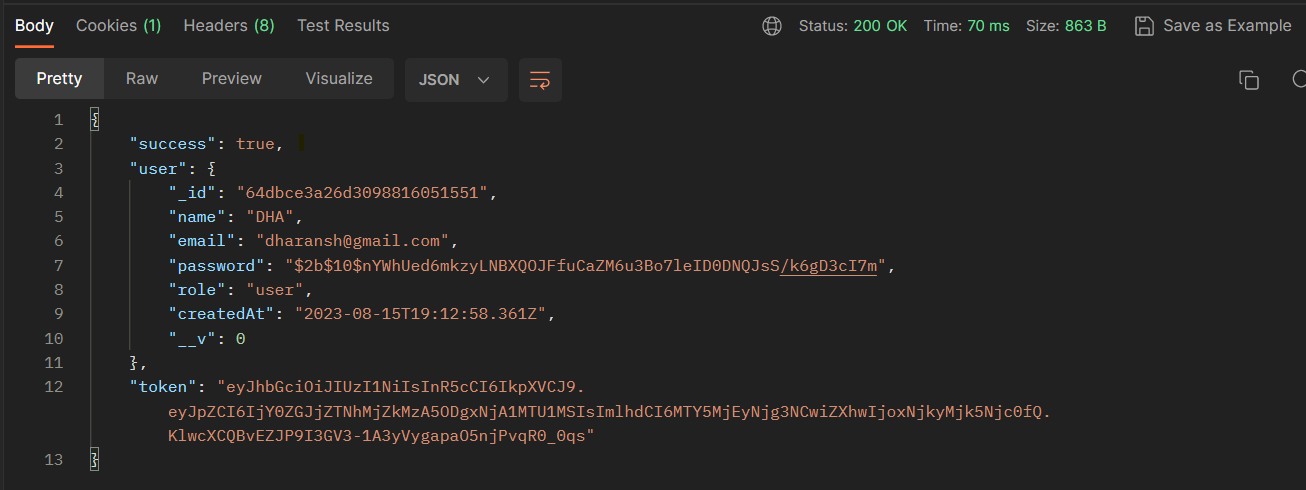 Body Cookies (1) Headers (8) Test Results Status: 200 OK Time: 70 ms Size: 863 B Save as Example
Pretty Raw Preview Visualize JSON
1 {
2 "success": true,
3 "user": {
4 "_id": "64dbce3a26d3098816051551",
5 "name": "DHA",
6 "email": "dharansh@gmail.com",
7 "password": "$2b$10$nYWhUed6mkzyLNBXQOJFfuCaZM6u3Bo7leID0DNQJsS/k6gD3cI7m",
8 "role": "user",
9 "createdAt": "2023-08-15T19:12:58.361Z",
10 "__v": 0
11 },
12 "token": "eyJhbGciOiJIUzI1NiIsInR5cCI6IkpXVCJ9.
eyJpZCI6IjY0ZGJjZTNhMjZkMzA5ODgxNjA1MTU1MSIsImlhdCI6MTY5MjEyNjg3NCwiZXhwIjoxNjkyMjk5Njc0fQ.
KlwcXCQBvEZJP9I3GV3-1A3yVygapaO5njPvqR0_0qs"
13 }